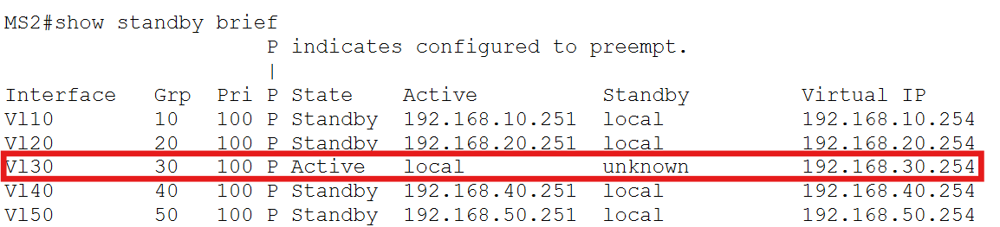 MS2#show standby brief
P indicates configured to preempt.
|
Interface Grp Pri P State Active Standby Virtual IP
Vl10 10 100 P Standby 192.168.10.251 local 192.168.10.254
Vl20 20 100 P Standby 192.168.20.251 local 192.168.20.254
Vl30 30 100 P Active local unknown 192.168.30.254
Vl40 40 100 P Standby 192.168.40.251 local 192.168.40.254
Vl50 50 100 P Standby 192.168.50.251 local 192.168.50.254